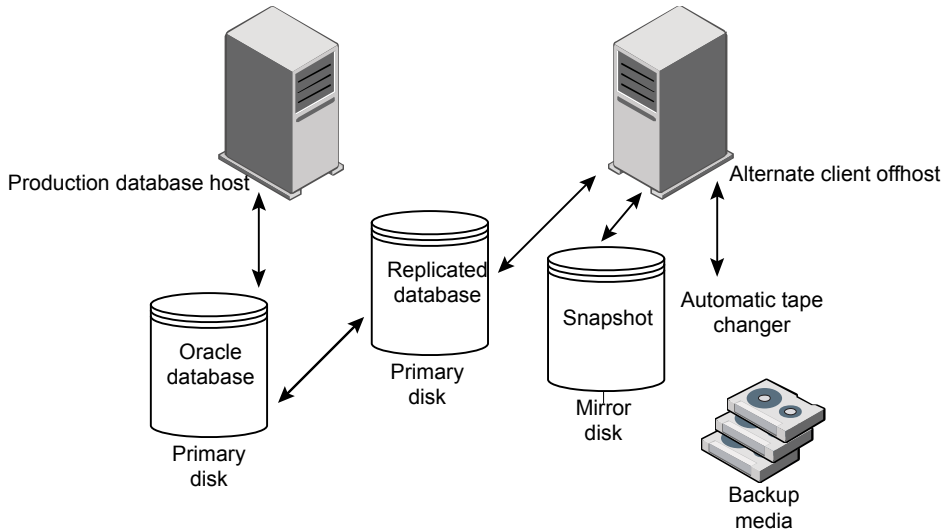 Production database host
Alternate client offhost
Replicated
database
Snapshot
Automatic tape
changer
Oracle
database
Primary
disk
Mirror
disk
Primary
disk
Backup
media